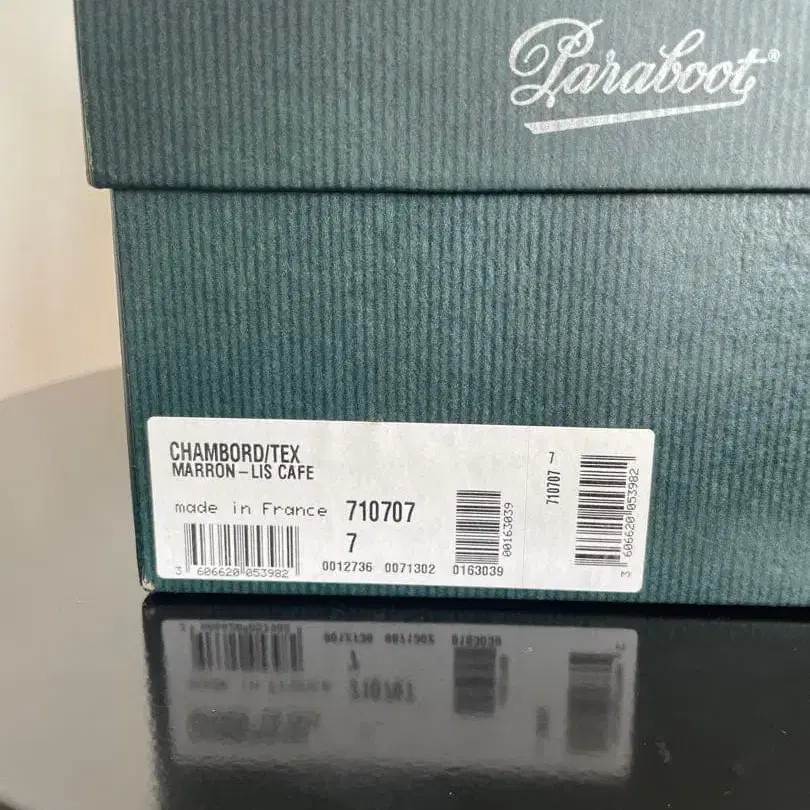 Paraboot®
CHAMBORD/TEX
MARRON-LIS CAFE
made in France 710707
7
3 606620 053982
0012736 0071302 0163039
00163039
710707 7
3 606620 053982